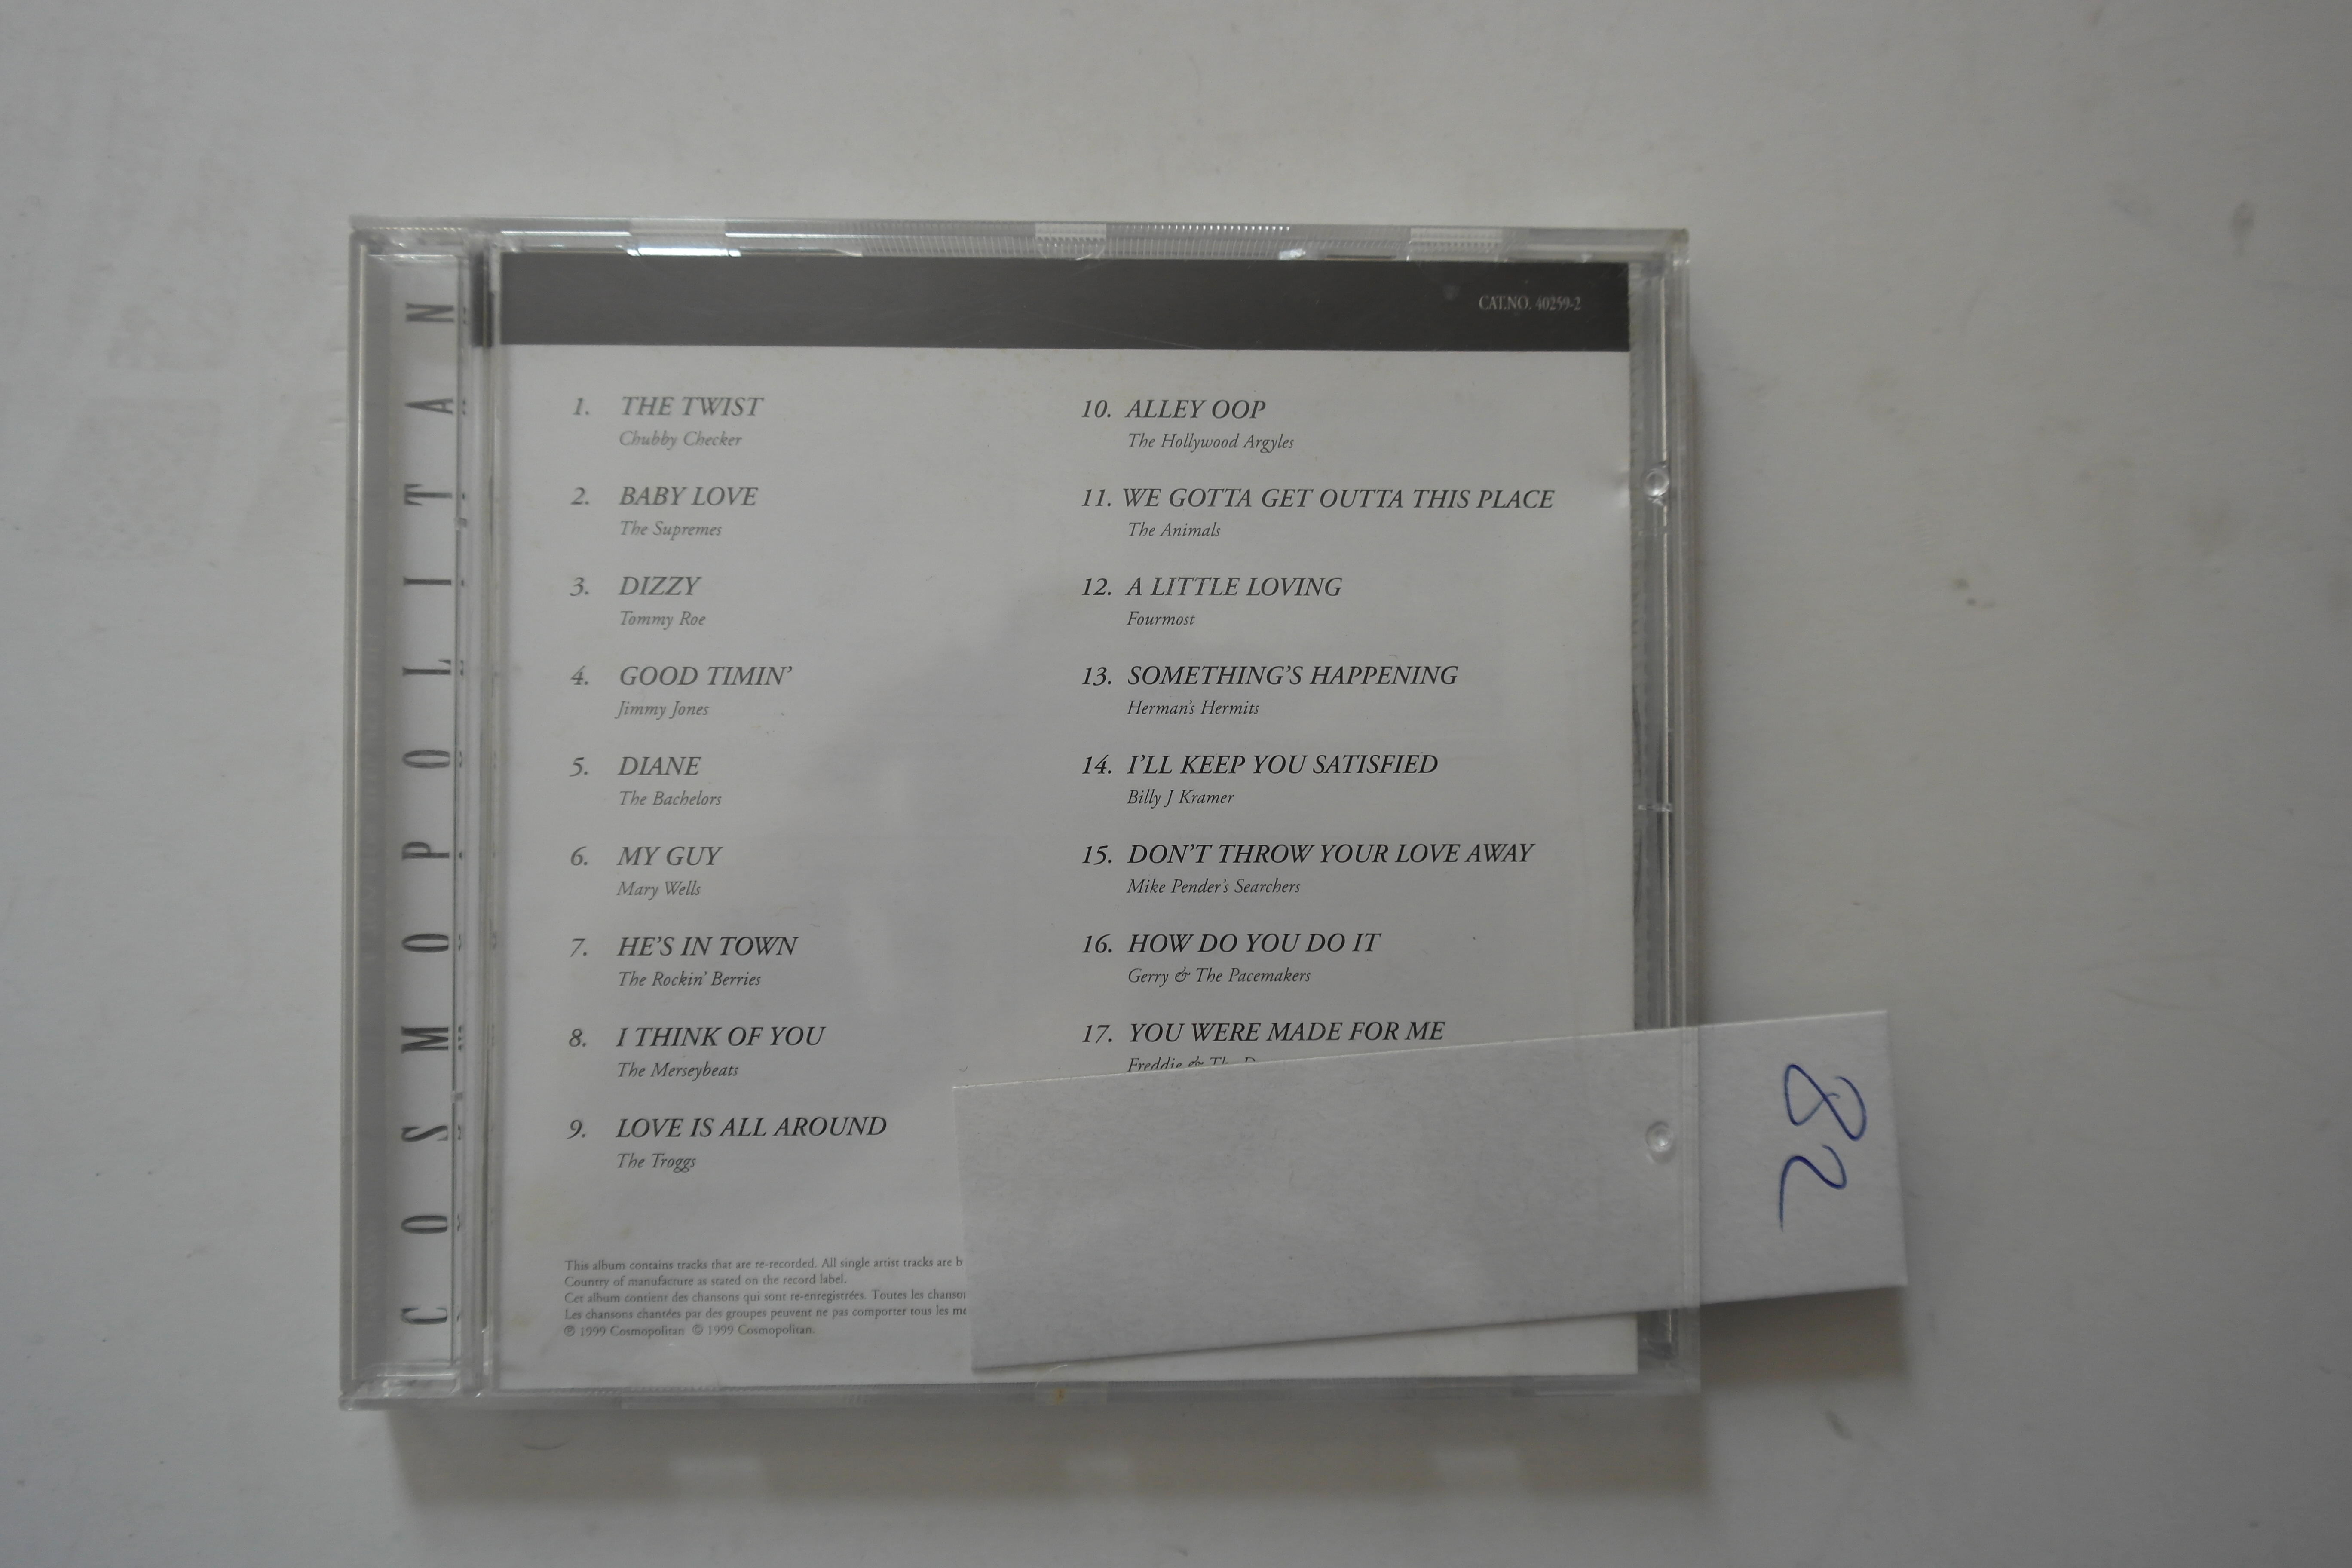 COSMOPOLITAN
CAT.NO. 40259-2
1. THE TWIST
Chubby Checker
2. BABY LOVE
The Supremes
3. DIZZY
Tommy Roe
4. GOOD TIMIN'
Jimmy Jones
5. DIANE
The Bachelors
6. MY GUY
Mary Wells
7. HE'S IN TOWN
The Rockin' Berries
8. I THINK OF YOU
The Merseybeats
9. LOVE IS ALL AROUND
The Troggs
10. ALLEY OOP
The Hollywood Argyles
11. WE GOTTA GET OUTTA THIS PLACE
The Animals
12. A LITTLE LOVING
Fourmost
13. SOMETHING'S HAPPENING
Herman's Hermits
14. I'LL KEEP YOU SATISFIED
Billy J Kramer
15. DON'T THROW YOUR LOVE AWAY
Mike Pender's Searchers
16. HOW DO YOU DO IT
Gerry & The Pacemakers
17. YOU WERE MADE FOR ME
Freddie & The
This album contains tracks that are re-recorded. All single artist tracks are
Country of manufacture as stated on the record label.
Cet album contient des chansons qui sont re-enregistrées. Toutes les
Les chansons chantées par des groupes peuvent ne pas comporter tous les
℗ 1999 Cosmopolitan © 1999 Cosmopolitan.
82